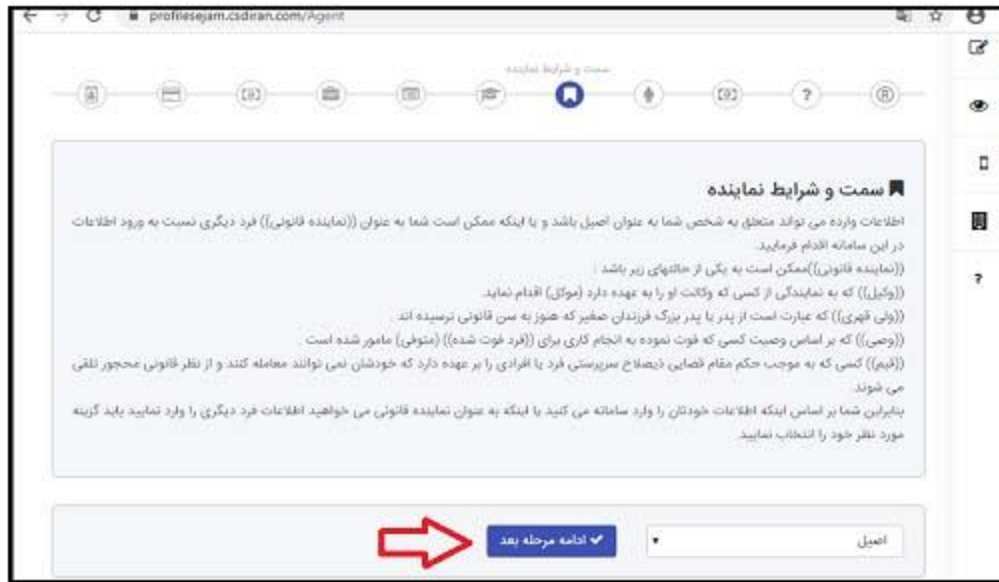 profilesejam.csdiran.com/Agent
سمت و شرایط نماینده
?
سمت و شرایط نماینده
اطلاعات وارده می تواند متعلق به شخص شما به عنوان اصیل باشد و یا اینکه ممکن است شما به عنوان ((نماینده قانونی)) فرد دیگری نسبت به ورود اطلاعات
در این سامانه اقدام فرمایید.
((نماینده قانونی))ممکن است به یکی از حالتهای زیر باشد :
((وکیل)) که به نمایندگی از کسی که وکالت او را به عهده دارد (موکل) اقدام نماید.
((ولی قهری)) که عبارت است از پدر یا پدر بزرگ فرزندان صغیر که هنوز به سن قانونی نرسیده اند .
((وصی)) که بر اساس وصیت کسی که فوت نموده به انجام کاری برای ((فرد فوت شده)) (متوفی) مامور شده است .
((قیم)) کسی که به موجب حکم مقام قضایی ذیصلاح سرپرستی فرد یا افرادی را بر عهده دارد که خودشان نمی توانند معامله کنند و از نظر قانونی محجور تلقی
می شوند.
بنابراین شما بر اساس اینکه اطلاعات خودتان را وارد سامانه می کنید یا اینکه به عنوان نماینده قانونی می خواهید اطلاعات فرد دیگری را وارد نمایید باید گزینه
مورد نظر خود را انتخاب نمایید.
اصیل
ادامه مرحله بعد